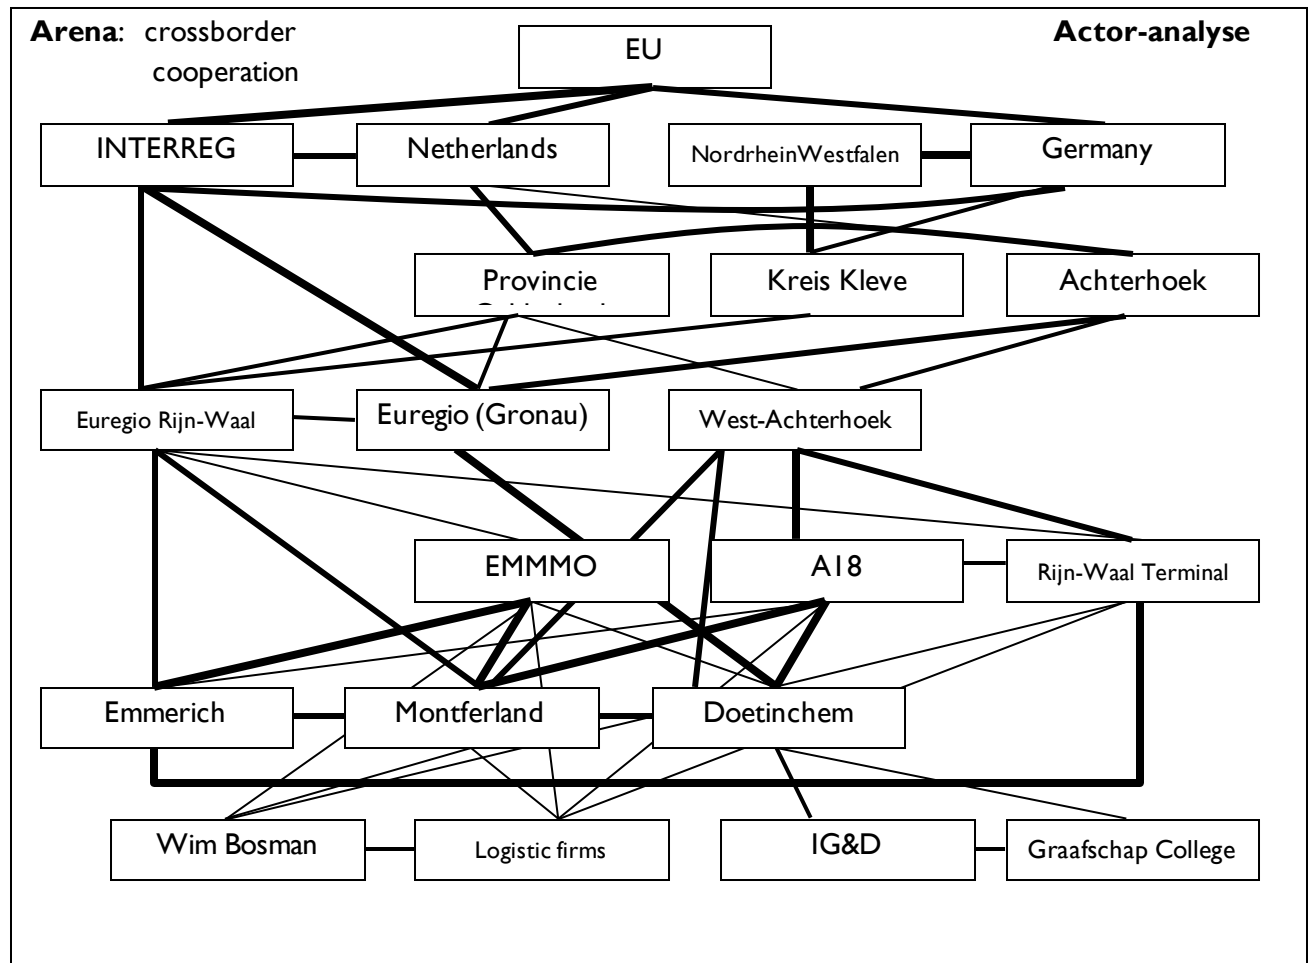 Arena: crossborder
cooperation
Actor-analyse
EU
INTERREG
Netherlands
NordrheinWestfalen
Germany
Provincie
Kreis Kleve
Achterhoek
Euregio Rijn-Waal
Euregio (Gronau)
West-Achterhoek
EMMMO
A18
Rijn-Waal Terminal
Emmerich
Montferland
Doetinchem
Wim Bosman
Logistic firms
IG&D
Graafschap College